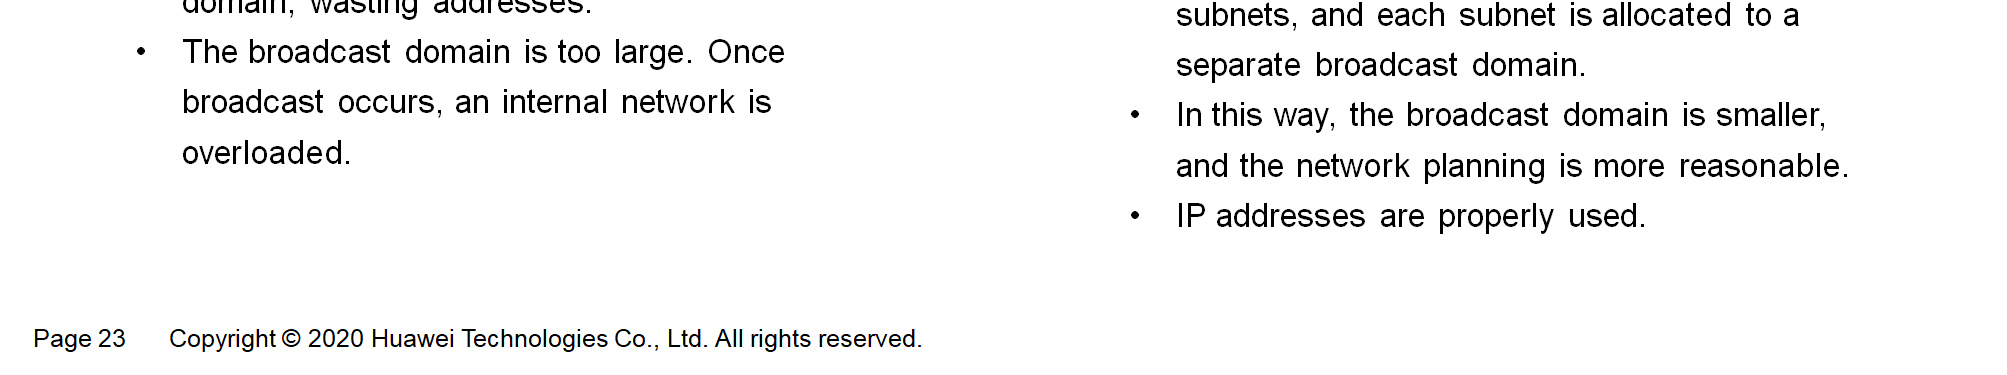 domain, wasting addresses.
• The broadcast domain is too large. Once
broadcast occurs, an internal network is
overloaded.
subnets, and each subnet is allocated to a
separate broadcast domain.
• In this way, the broadcast domain is smaller,
and the network planning is more reasonable.
• IP addresses are properly used.
Page 23 Copyright © 2020 Huawei Technologies Co., Ltd. All rights reserved.